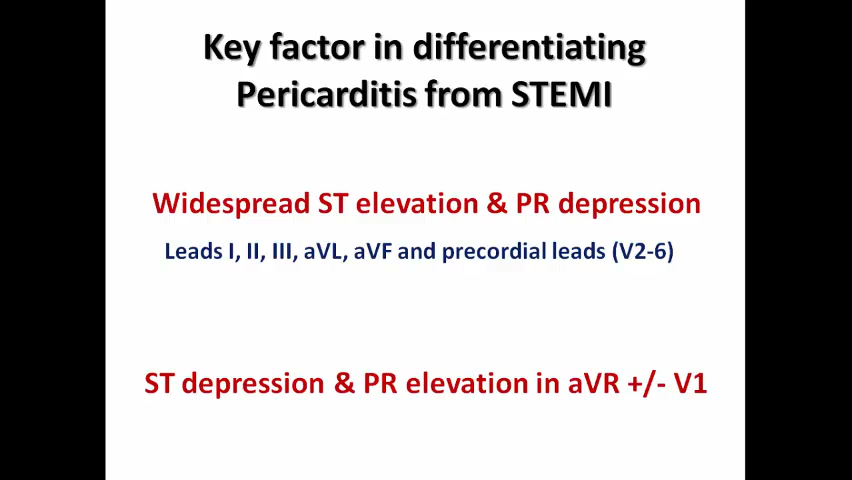 Key factor in differentiating
Pericarditis from STEMI
Widespread ST elevation & PR depression
Leads I, II, III, aVL, aVF and precordial leads (V2-6)
ST depression & PR elevation in aVR +/- V1